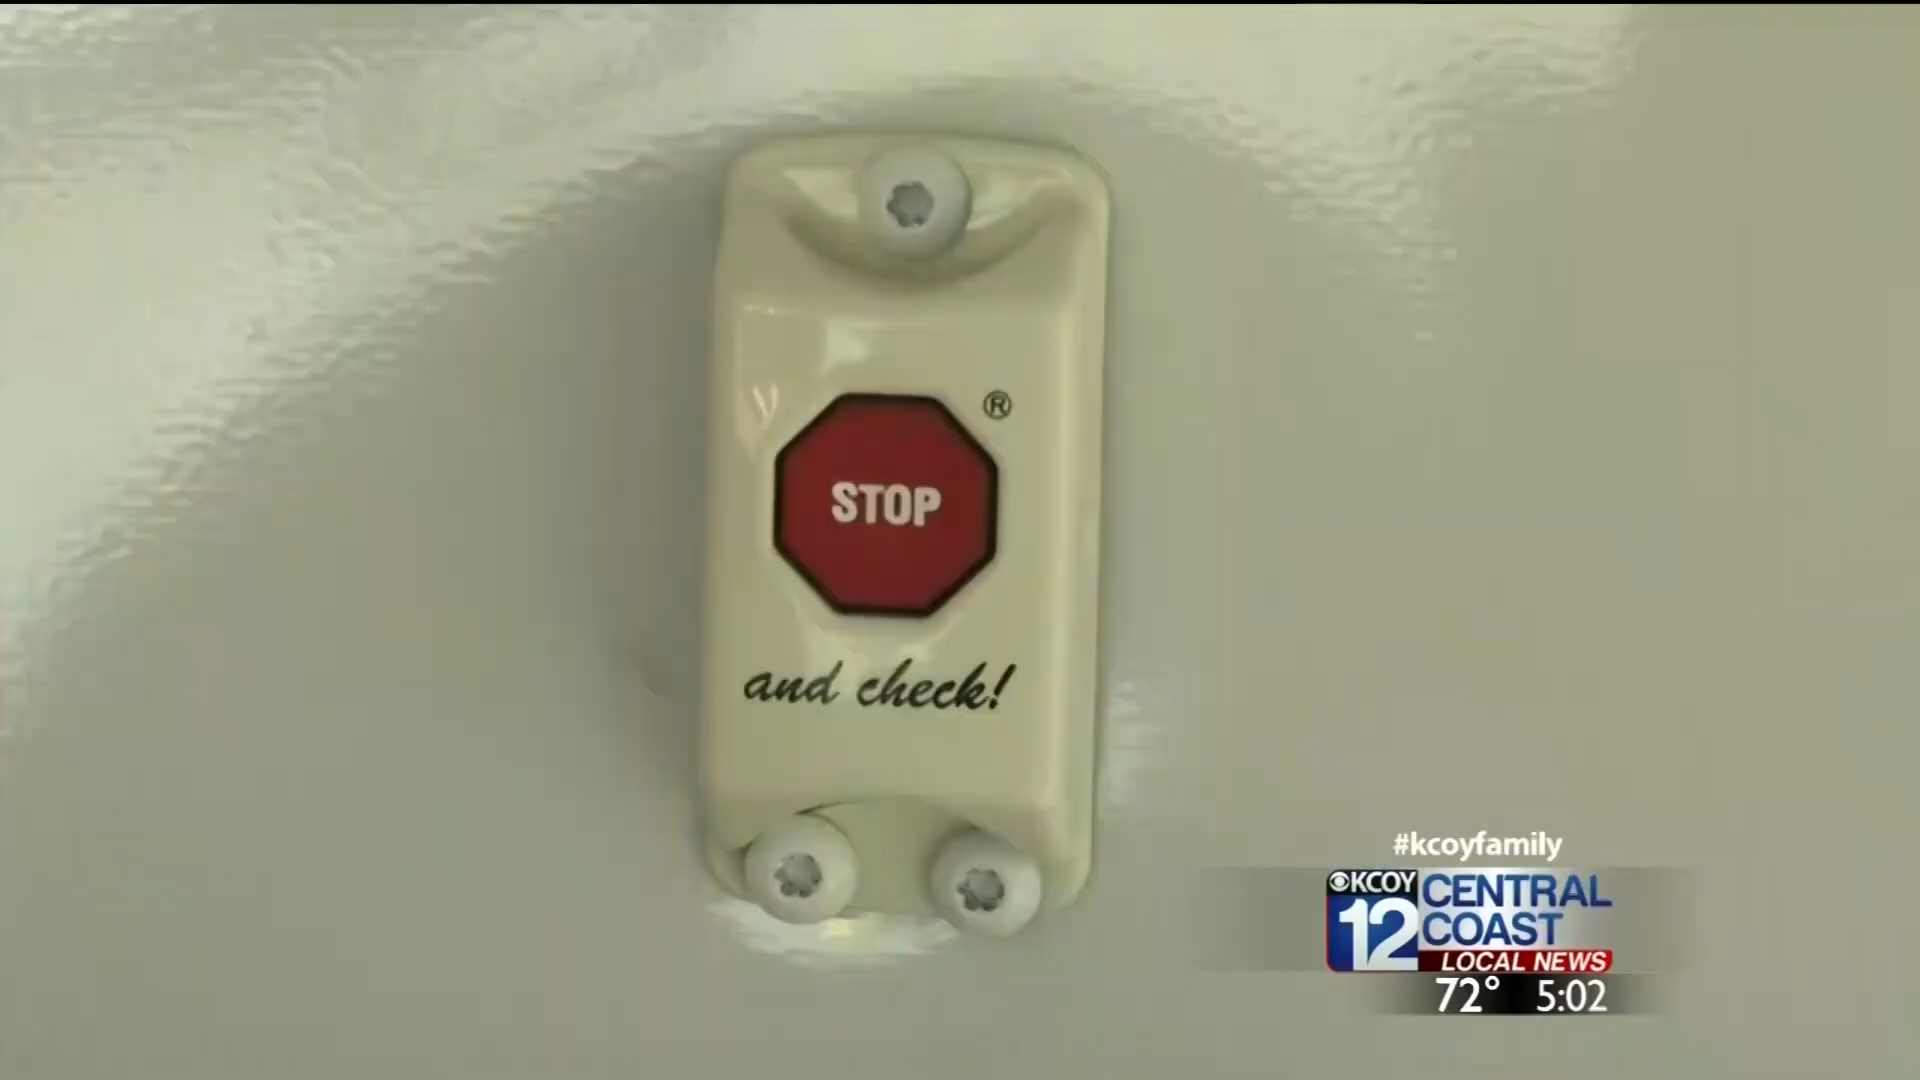 ®
STOP
and check!
#kcoyfamily
KCOY
12
CENTRAL
COAST
LOCAL NEWS
72° 5:02